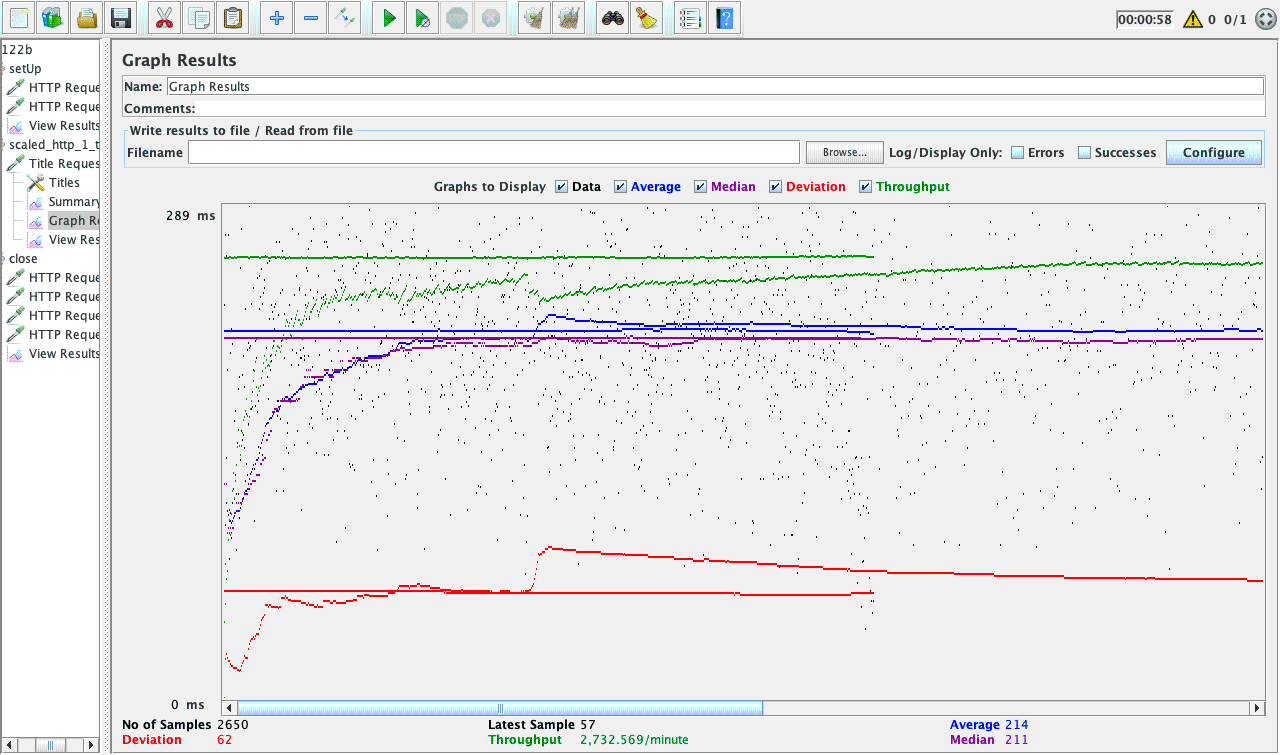 00:00:58 0 0/1
122b
setUp
HTTP Reque
HTTP Reque
View Results
scaled_http_1_t
Title Reques
Titles
Summary
Graph R
View Res
close
HTTP Reque
HTTP Reque
HTTP Reque
HTTP Reque
View Results
Graph Results
Name: Graph Results
Comments:
Write results to file / Read from file
Filename Browse... Log/Display Only: Errors Successes Configure
Graphs to Display Data Average Median Deviation Throughput
289 ms
0 ms
No of Samples 2650 Latest Sample 57 Average 214
Deviation 62 Throughput 2,732.569/minute Median 211